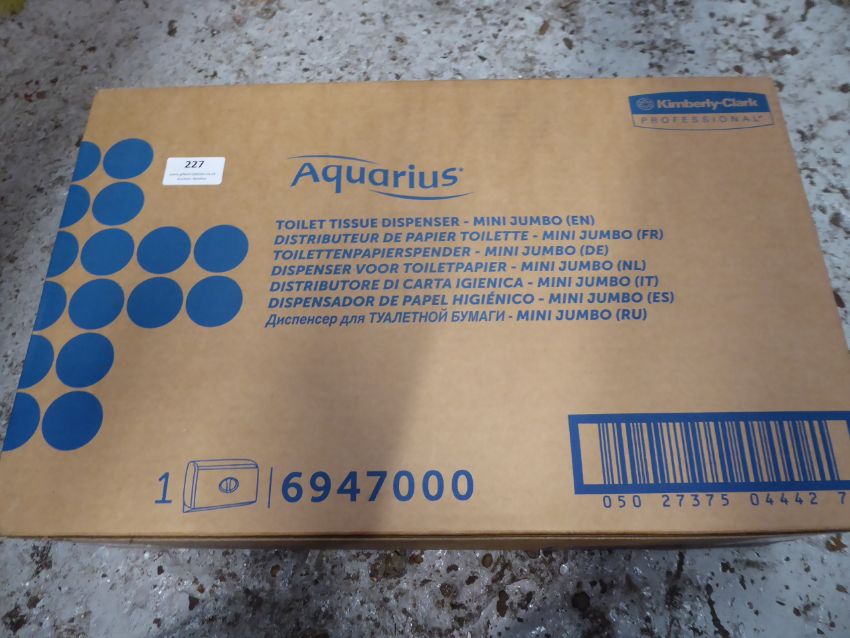 Kimberly-Clark
PROFESSIONAL*
227
Aquarius*
TOILET TISSUE DISPENSER - MINI JUMBO (EN)
DISTRIBUTEUR DE PAPIER TOILETTE - MINI JUMBO (FR)
TOILETTENPAPIERSPENDER - MINI JUMBO (DE)
DISPENSER VOOR TOILETPAPIER - MINI JUMBO (NL)
DISTRIBUTORE DI CARTA IGIENICA - MINI JUMBO (IT)
DISPENSADOR DE PAPEL HIGIÉNICO - MINI JUMBO (ES)
Диспенсер для ТУАЛЕТНОЙ БУМАГИ - MINI JUMBO (RU)
1 6947000
050 27375 04442 7